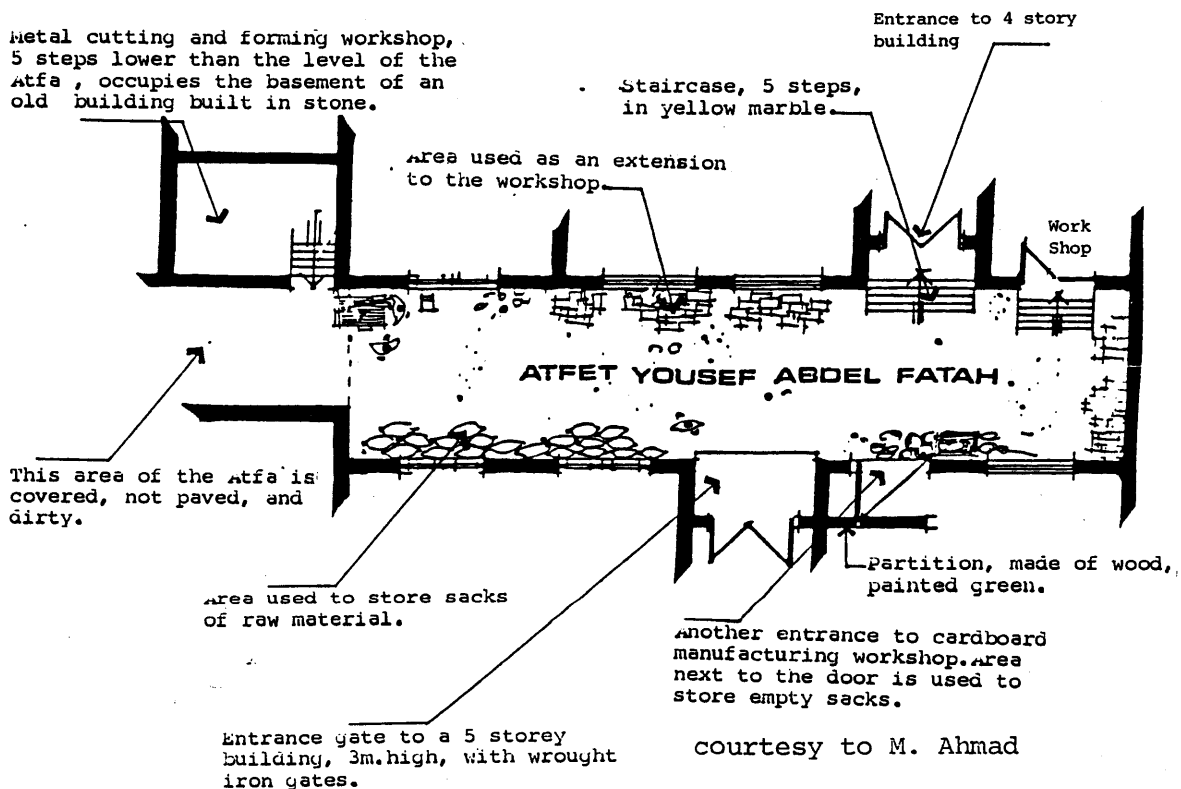 Metal cutting and forming workshop,
5 steps lower than the level of the
Atfa , occupies the basement of an
old building built in stone.
Entrance to 4 story
building
Staircase, 5 steps,
in yellow marble.
Area used as an extension
to the workshop.
Work
Shop
ATFET YOUSEF ABDEL FATAH.
This area of the Atfa is
covered, not paved, and
dirty.
Area used to store sacks
of raw material.
Partition, made of wood,
painted green.
Another entrance to cardboard
manufacturing workshop.Area
next to the door is used to
store empty sacks.
Entrance gate to a 5 storey
building, 3m.high, with wrought
iron gates.
courtesy to M. Ahmad